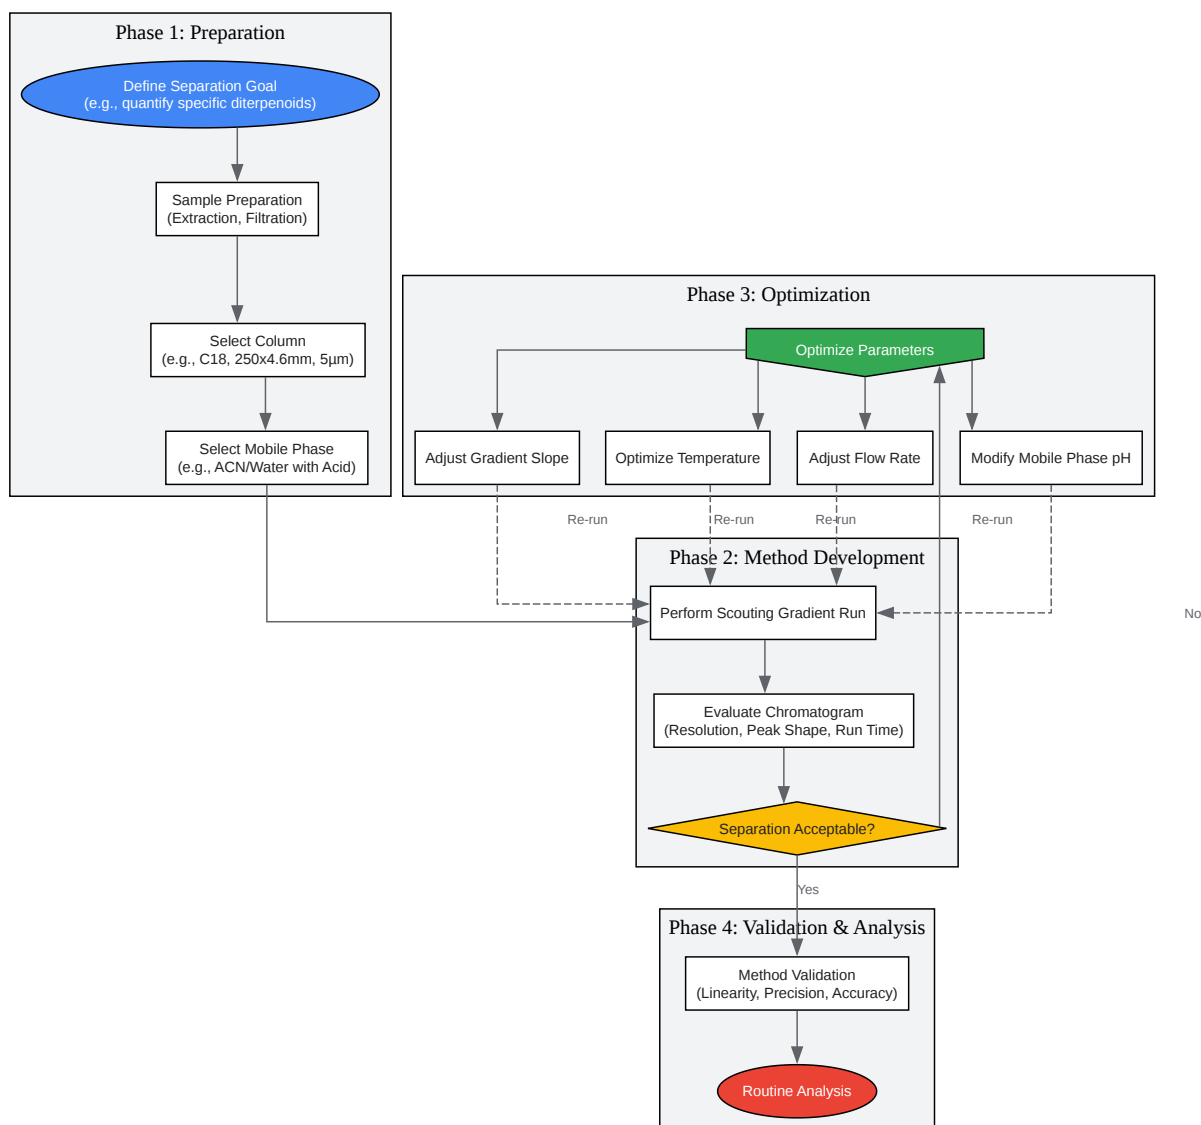 Phase 1: Preparation
Define Separation Goal
(e.g., quantify specific diterpenoids)
Sample Preparation
(Extraction, Filtration)
Select Column
(e.g., C18, 250x4.6mm, 5µm)
Select Mobile Phase
(e.g., ACN/Water with Acid)
Phase 3: Optimization
Optimize Parameters
Adjust Gradient Slope
Optimize Temperature
Adjust Flow Rate
Modify Mobile Phase pH
Re-run
Re-run
Re-run
Re-run
Phase 2: Method Development
Perform Scouting Gradient Run
No
Evaluate Chromatogram
(Resolution, Peak Shape, Run Time)
Separation Acceptable?
Yes
Phase 4: Validation & Analysis
Method Validation
(Linearity, Precision, Accuracy)
Routine Analysis